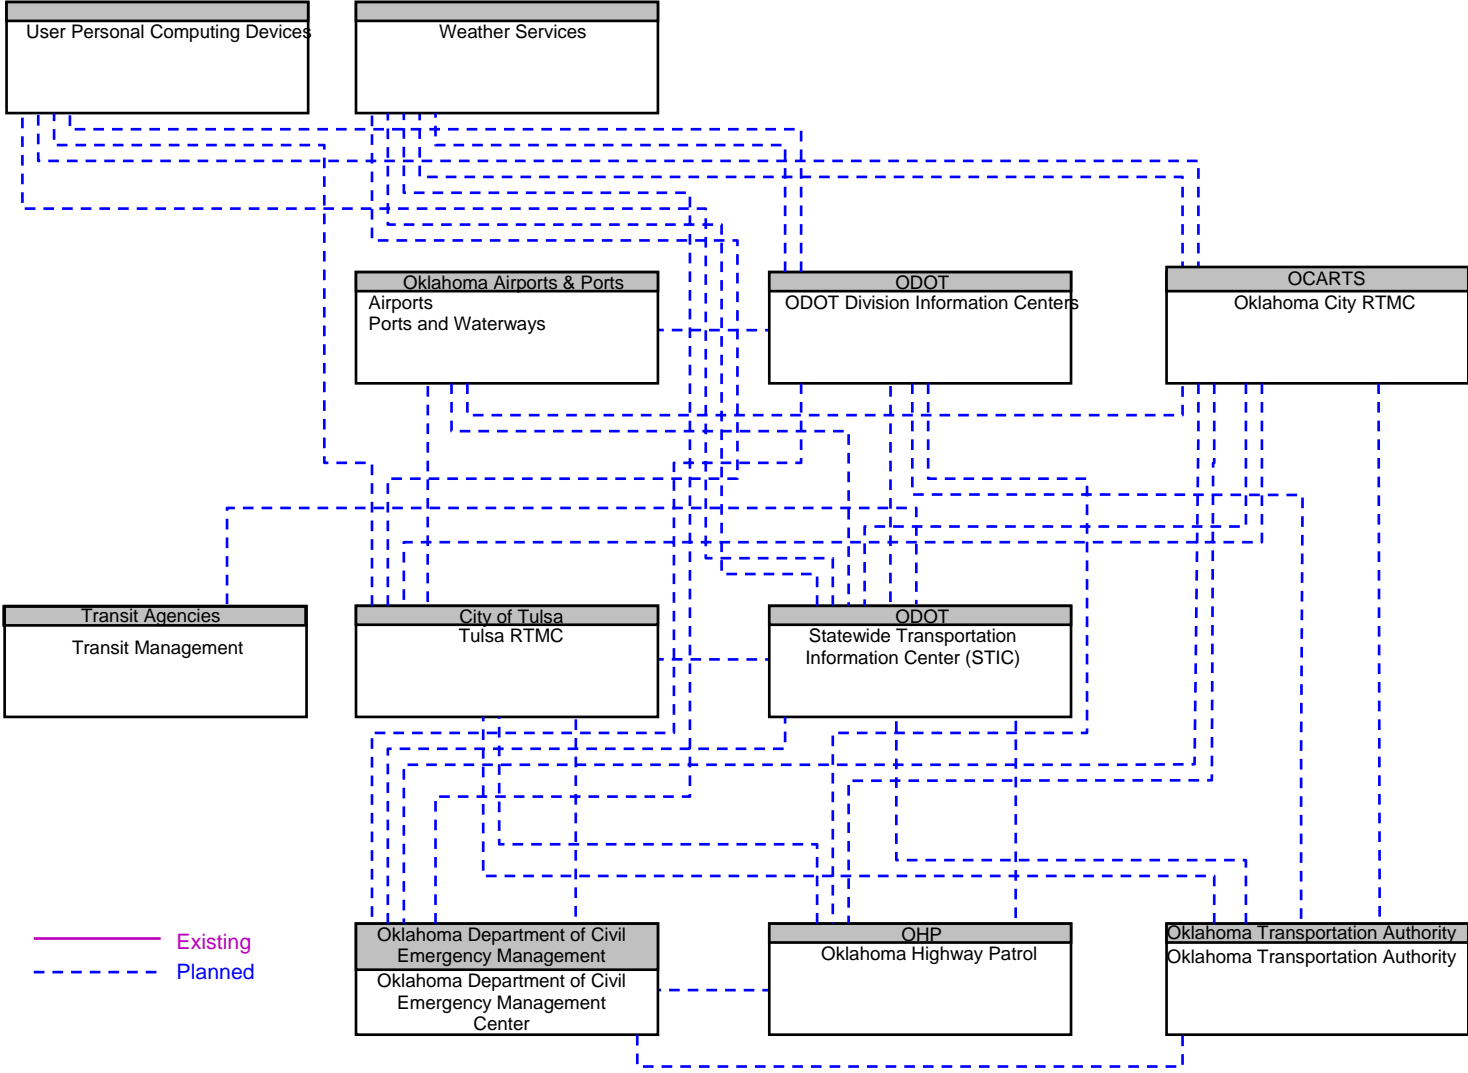 User Personal Computing Devices
Weather Services
Oklahoma Airports & Ports
Airports
Ports and Waterways
ODOT
ODOT Division Information Centers
OCARTS
Oklahoma City RTMC
Transit Agencies
Transit Management
City of Tulsa
Tulsa RTMC
ODOT
Statewide Transportation
Information Center (STIC)
Existing
Planned
Oklahoma Department of Civil
Emergency Management
Oklahoma Department of Civil
Emergency Management
Center
OHP
Oklahoma Highway Patrol
Oklahoma Transportation Authority
Oklahoma Transportation Authority